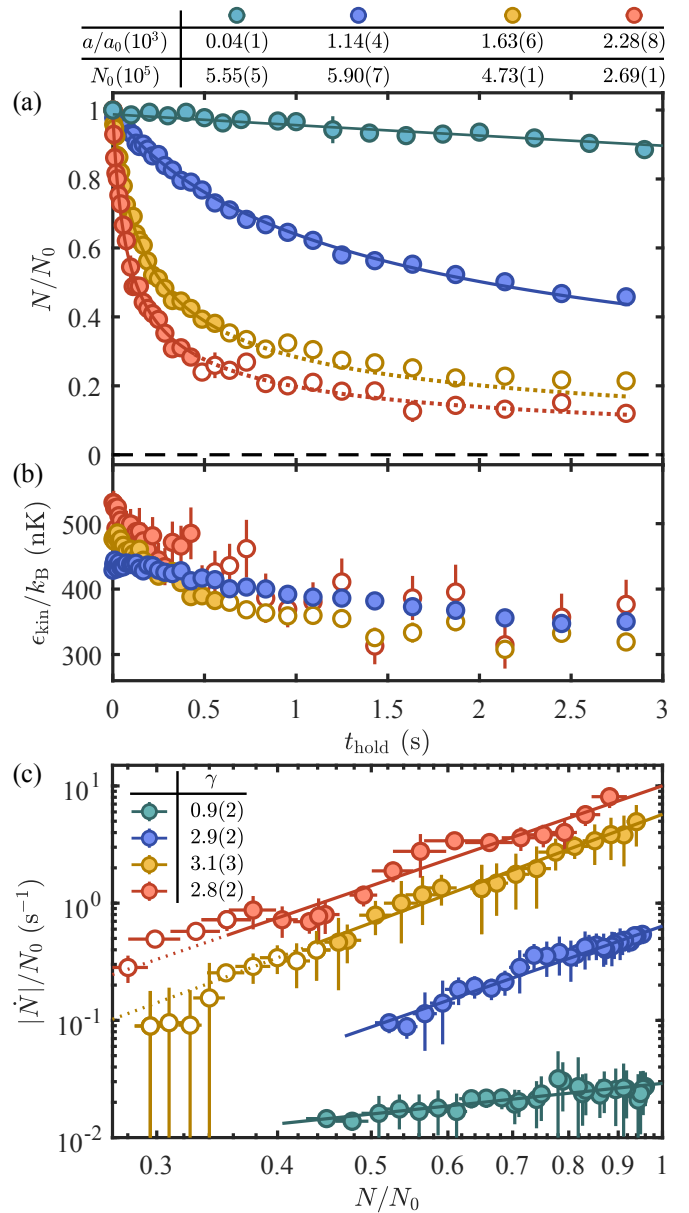 a/a₀(10³) 0.04(1) 1.14(4) 1.63(6) 2.28(8)
N₀(10⁵) 5.55(5) 5.90(7) 4.73(1) 2.69(1)
(a)
1
0.8
0.6
0.4
0.2
0
N/N₀
(b)
500
400
300
ϵ_kin/k_B (nK)
0 0.5 1 1.5 2 2.5 3
t_hold (s)
(c)
γ
0.9(2)
2.9(2)
3.1(3)
2.8(2)
10¹
10⁰
10⁻¹
10⁻²
|Ṅ|/N₀ (s⁻¹)
0.3 0.4 0.5 0.6 0.7 0.8 0.9 1
N/N₀